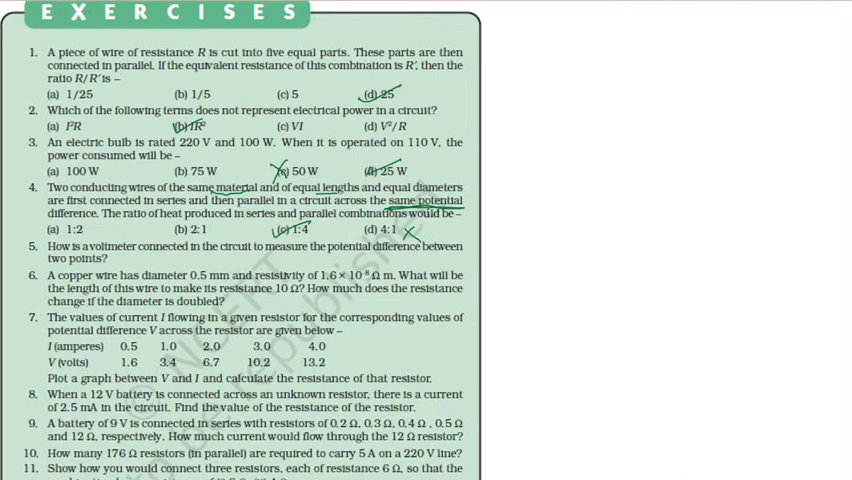 EXERCISES
1. A piece of wire of resistance R is cut into five equal parts. These parts are then
connected in parallel. If the equivalent resistance of this combination is R′, then the
ratio R/R′ is –
(a) 1/25 (b) 1/5 (c) 5 (d) 25
2. Which of the following terms does not represent electrical power in a circuit?
(a) I²R (b) IR² (c) VI (d) V²/R
3. An electric bulb is rated 220 V and 100 W. When it is operated on 110 V, the
power consumed will be –
(a) 100 W (b) 75 W (c) 50 W (d) 25 W
4. Two conducting wires of the same material and of equal lengths and equal diameters
are first connected in series and then parallel in a circuit across the same potential
difference. The ratio of heat produced in series and parallel combinations would be –
(a) 1:2 (b) 2:1 (c) 1:4 (d) 4:1
5. How is a voltmeter connected in the circuit to measure the potential difference between
two points?
6. A copper wire has diameter 0.5 mm and resistivity of 1.6 × 10⁻⁸ Ω m. What will be
the length of this wire to make its resistance 10 Ω? How much does the resistance
change if the diameter is doubled?
7. The values of current I flowing in a given resistor for the corresponding values of
potential difference V across the resistor are given below –
I (amperes) 0.5 1.0 2.0 3.0 4.0
V (volts) 1.6 3.4 6.7 10.2 13.2
Plot a graph between V and I and calculate the resistance of that resistor.
8. When a 12 V battery is connected across an unknown resistor, there is a current
of 2.5 mA in the circuit. Find the value of the resistance of the resistor.
9. A battery of 9 V is connected in series with resistors of 0.2 Ω, 0.3 Ω, 0.4 Ω , 0.5 Ω
and 12 Ω, respectively. How much current would flow through the 12 Ω resistor?
10. How many 176 Ω resistors (in parallel) are required to carry 5 A on a 220 V line?
11. Show how you would connect three resistors, each of resistance 6 Ω, so that the
© NCERT
to be republished